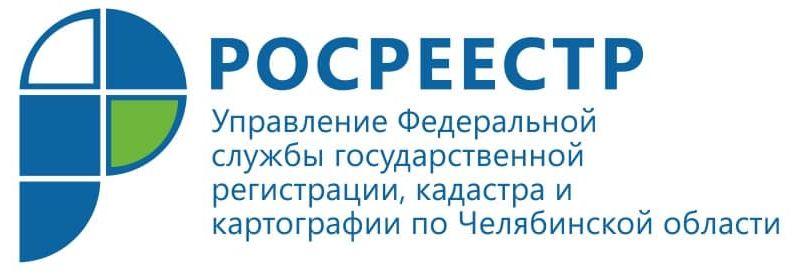 РОСРЕЕСТР
Управление Федеральной
службы государственной
регистрации, кадастра и
картографии по Челябинской области